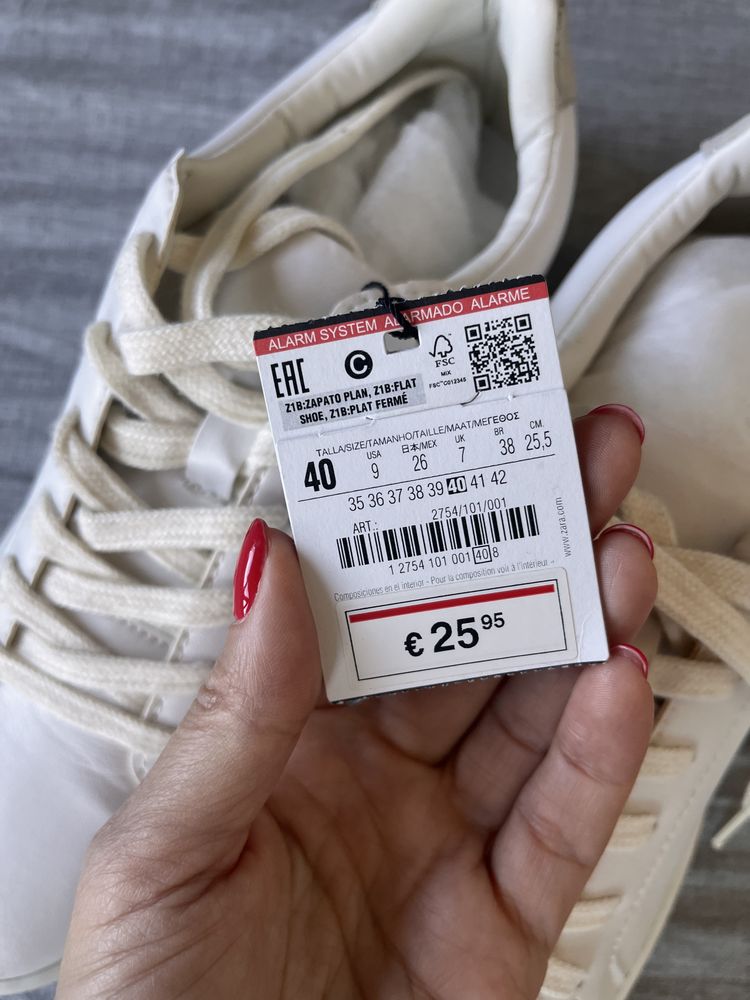 ALARM SYSTEM ALARMADO ALARME
EAC
C
FSC
MIX
FSC™C012345
Z1B:ZAPATO PLAN, Z1B:FLAT
SHOE, Z1B:PLAT FERMÉ
TALLA/SIZE/TAMANHO/TAILLE/MAAT/ΜΕΓΕΘΟΣ
USA 日本/MEX UK BR CM.
40 9 26 7 38 25,5
35 36 37 38 39 40 41 42
ART.: 2754/101/001
1 2754 101 001 40 8
www.zara.com
Composiciones en el interior - Pour la composition voir à l'intérieur -
€ 25 95